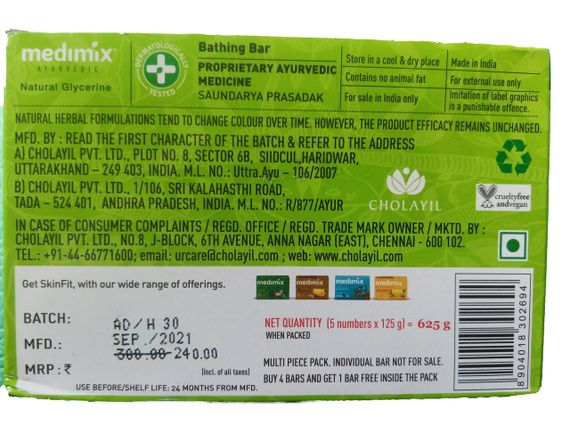 medimix
AYURVEDIC
Natural Glycerine
DERMATOLOGICALLY
TESTED
Bathing Bar
PROPRIETARY AYURVEDIC
MEDICINE
SAUNDARYA PRASADAK
Store in a cool & dry place
Contains no animal fat
For sale in India only
Made in India
For external use only
Imitation of label graphics
is a punishable offence.
NATURAL HERBAL FORMULATIONS TEND TO CHANGE COLOUR OVER TIME. HOWEVER, THE PRODUCT EFFICACY REMAINS UNCHANGED.
MFD. BY : READ THE FIRST CHARACTER OF THE BATCH & REFER TO THE ADDRESS
A) CHOLAYIL PVT. LTD., PLOT NO. 8, SECTOR 6B, SIIDCUL,HARIDWAR,
UTTARAKHAND – 249 403, INDIA. M.L. NO.: Uttra.Ayu – 106/2007
B) CHOLAYIL PVT. LTD., 1/106, SRI KALAHASTHI ROAD,
TADA – 524 401, ANDHRA PRADESH, INDIA. M.L. NO.: R/877/AYUR
CHOLAYIL
crueltyfree
andvegan
IN CASE OF CONSUMER COMPLAINTS / REGD. OFFICE / REGD. TRADE MARK OWNER / MKTD. BY :
CHOLAYIL PVT. LTD., NO.8, J-BLOCK, 6TH AVENUE, ANNA NAGAR (EAST), CHENNAI - 600 102.
TEL.: +91-44-66771600; email: urcare@cholayil.com ; web: www.cholayil.com
Get SkinFit, with our wide range of offerings.
medimix medimix medimix medimix
BATCH: AD/H 30
MFD.: SEP./2021
MRP : ₹ 300.00 240.00
(Incl. of all taxes)
USE BEFORE/SHELF LIFE: 24 MONTHS FROM MFD.
NET QUANTITY (5 numbers x 125 g) = 625 g
WHEN PACKED
MULTI PIECE PACK. INDIVIDUAL BAR NOT FOR SALE.
BUY 4 BARS AND GET 1 BAR FREE INSIDE THE PACK
8904018302694